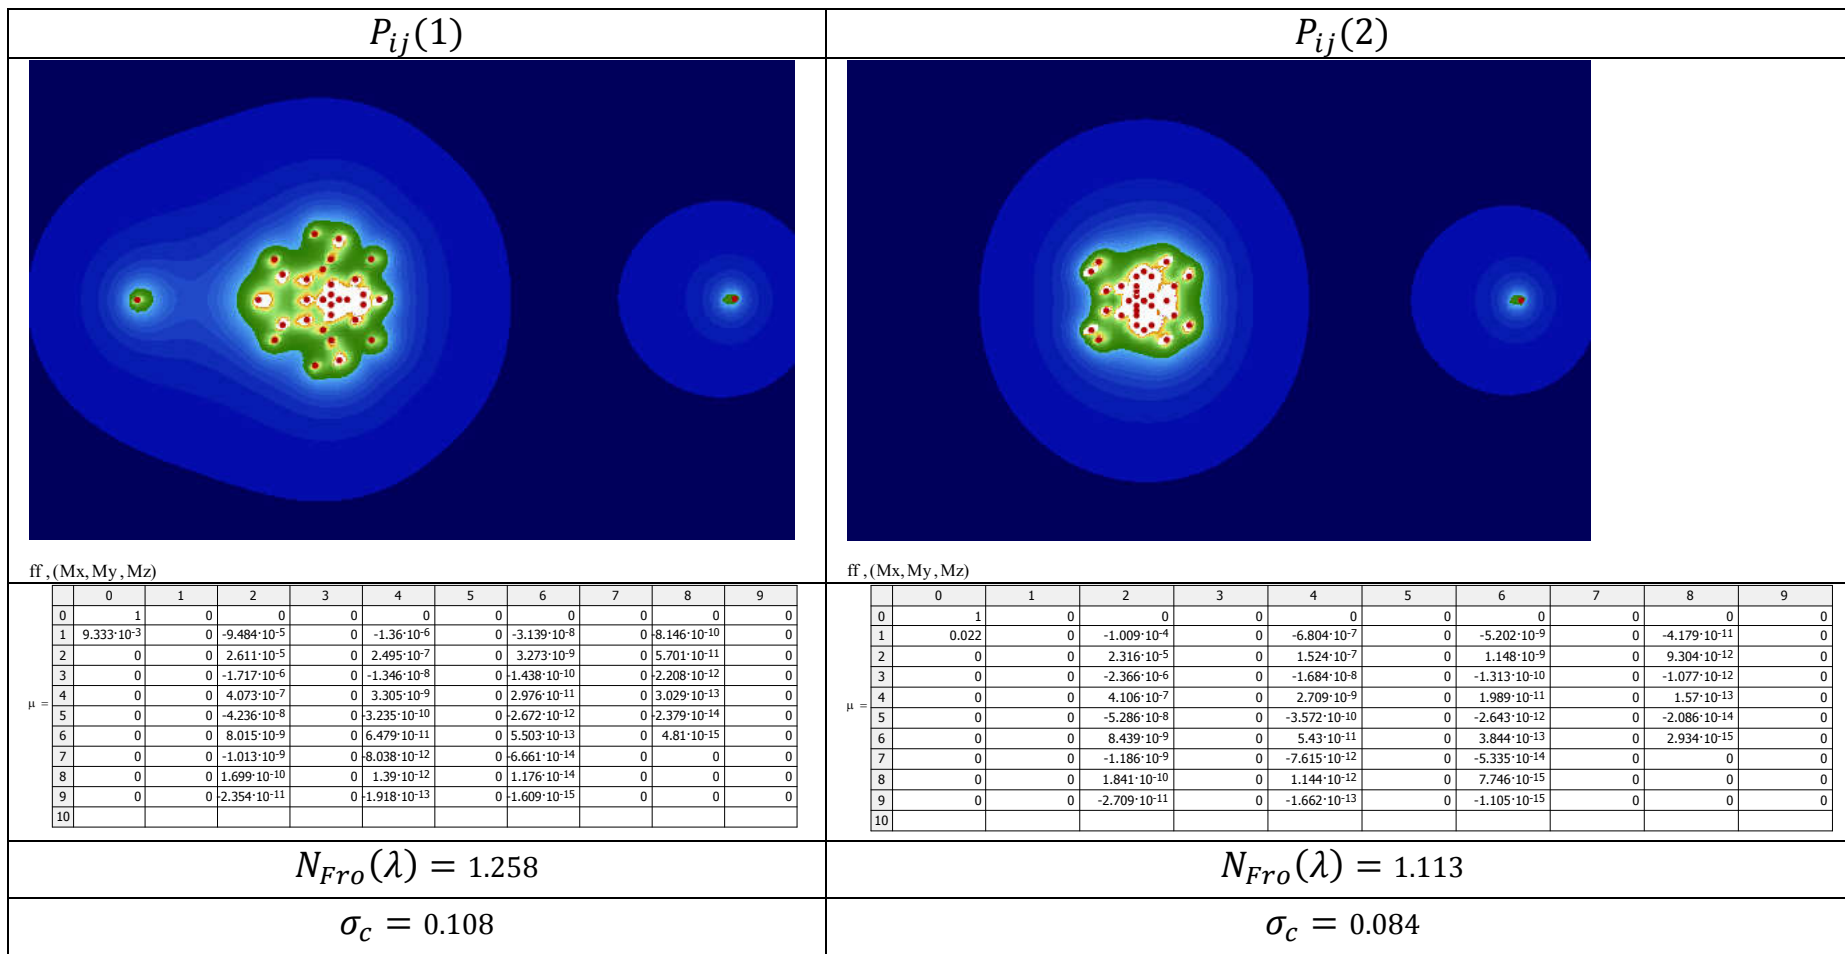 P_{ij}(1) P_{ij}(2)
ff , (Mx, My , Mz) ff , (Mx, My , Mz)
μ =
0 1 2 3 4 5 6 7 8 9
0 1 0 0 0 0 0 0 0 0 0
1 9.333·10^{-3} 0 -9.484·10^{-5} 0 -1.36·10^{-6} 0 -3.139·10^{-8} 0 -8.146·10^{-10} 0
2 0 0 2.611·10^{-5} 0 2.495·10^{-7} 0 3.273·10^{-9} 0 5.701·10^{-11} 0
3 0 0 -1.717·10^{-6} 0 -1.346·10^{-8} 0 -1.438·10^{-10} 0 -2.208·10^{-12} 0
4 0 0 4.073·10^{-7} 0 3.305·10^{-9} 0 2.976·10^{-11} 0 3.029·10^{-13} 0
5 0 0 -4.236·10^{-8} 0 -3.235·10^{-10} 0 -2.672·10^{-12} 0 -2.379·10^{-14} 0
6 0 0 8.015·10^{-9} 0 6.479·10^{-11} 0 5.503·10^{-13} 0 4.81·10^{-15} 0
7 0 0 -1.013·10^{-9} 0 -8.038·10^{-12} 0 -6.661·10^{-14} 0 0 0
8 0 0 1.699·10^{-10} 0 1.39·10^{-12} 0 1.176·10^{-14} 0 0 0
9 0 0 -2.354·10^{-11} 0 -1.918·10^{-13} 0 -1.609·10^{-15} 0 0 0
10
μ =
0 1 2 3 4 5 6 7 8 9
0 1 0 0 0 0 0 0 0 0 0
1 0.022 0 -1.009·10^{-4} 0 -6.804·10^{-7} 0 -5.202·10^{-9} 0 -4.179·10^{-11} 0
2 0 0 2.316·10^{-5} 0 1.524·10^{-7} 0 1.148·10^{-9} 0 9.304·10^{-12} 0
3 0 0 -2.366·10^{-6} 0 -1.684·10^{-8} 0 -1.313·10^{-10} 0 -1.077·10^{-12} 0
4 0 0 4.106·10^{-7} 0 2.709·10^{-9} 0 1.989·10^{-11} 0 1.57·10^{-13} 0
5 0 0 -5.286·10^{-8} 0 -3.572·10^{-10} 0 -2.643·10^{-12} 0 -2.086·10^{-14} 0
6 0 0 8.439·10^{-9} 0 5.43·10^{-11} 0 3.844·10^{-13} 0 2.934·10^{-15} 0
7 0 0 -1.186·10^{-9} 0 -7.615·10^{-12} 0 -5.335·10^{-14} 0 0 0
8 0 0 1.841·10^{-10} 0 1.144·10^{-12} 0 7.746·10^{-15} 0 0 0
9 0 0 -2.709·10^{-11} 0 -1.662·10^{-13} 0 -1.105·10^{-15} 0 0 0
10
N_{Fro}(λ) = 1.258 N_{Fro}(λ) = 1.113
σ_c = 0.108 σ_c = 0.084